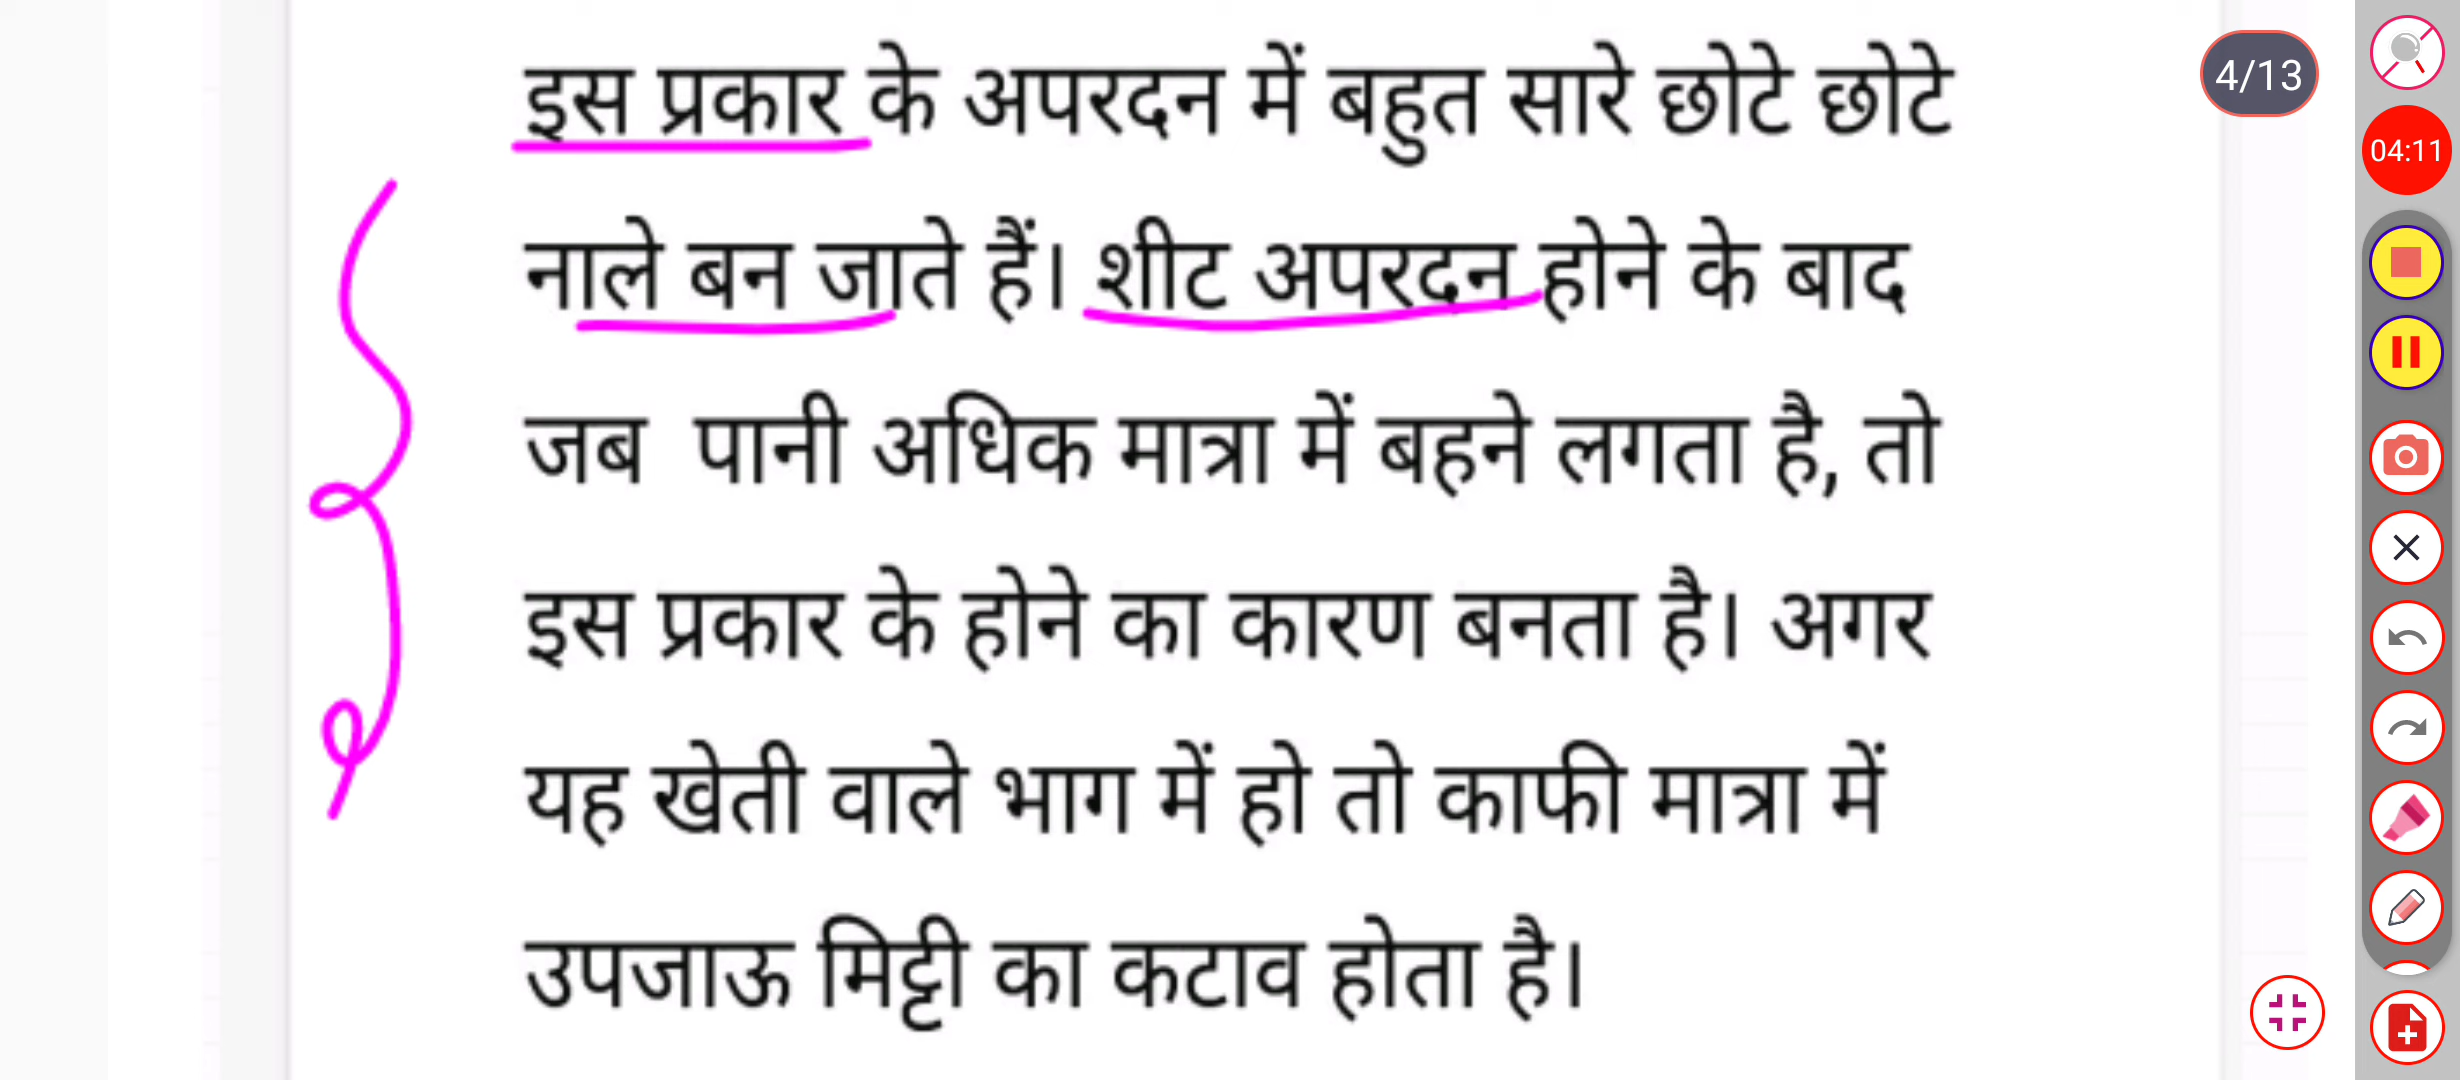 इस प्रकार के अपरदन में बहुत सारे छोटे छोटे
नाले बन जाते हैं। शीट अपरदन होने के बाद
जब पानी अधिक मात्रा में बहने लगता है, तो
इस प्रकार के होने का कारण बनता है। अगर
यह खेती वाले भाग में हो तो काफी मात्रा में
उपजाऊ मिट्टी का कटाव होता है।
4/13
04:11